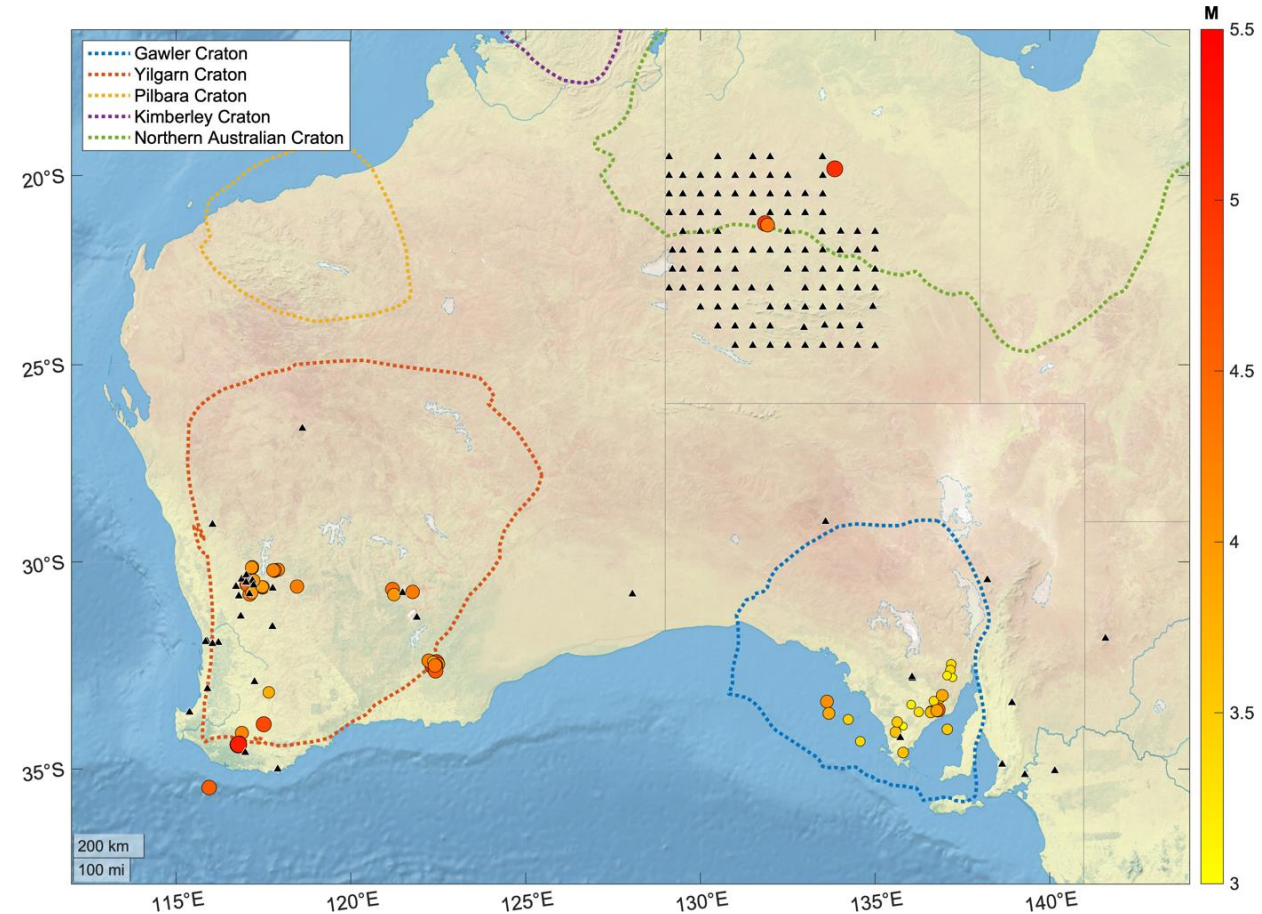 M
Gawler Craton
Yilgarn Craton
Pilbara Craton
Kimberley Craton
Northern Australian Craton
5.5
5
4.5
4
3.5
3
20°S
25°S
30°S
35°S
200 km
100 mi
115°E
120°E
125°E
130°E
135°E
140°E